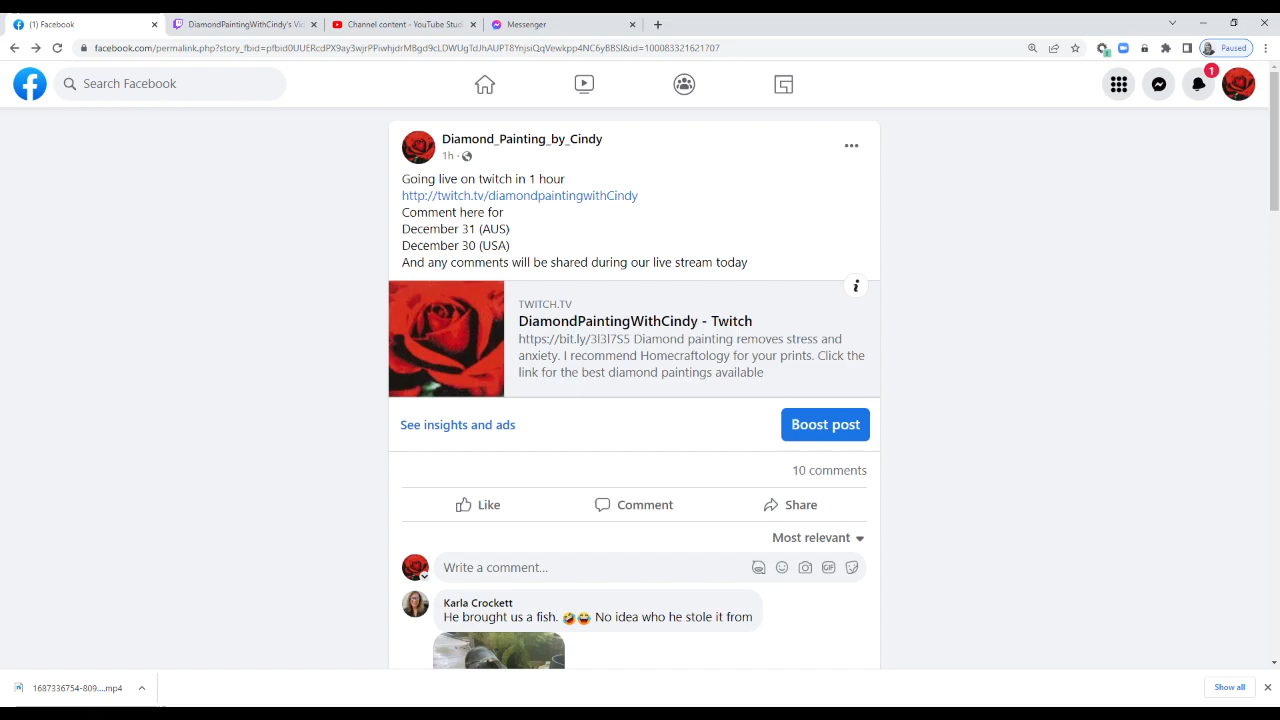 (1) Facebook
DiamondPaintingWithCindy's Vid
Channel content - YouTube Studi
Messenger
facebook.com/permalink.php?story_fbid=pfbid0UUERcdPX9ay3wjrPPiwhjdrMBgd9cLDWUgTdJhAUPT8YnjsiQqVewkpp4NC6yBBSl&id=100083321621707
Paused
Search Facebook
1
Diamond_Painting_by_Cindy
1h ·
Going live on twitch in 1 hour
http://twitch.tv/diamondpaintingwithCindy
Comment here for
December 31 (AUS)
December 30 (USA)
And any comments will be shared during our live stream today
TWITCH.TV
DiamondPaintingWithCindy - Twitch
https://bit.ly/3l3l7S5 Diamond painting removes stress and
anxiety. I recommend Homecraftology for your prints. Click the
link for the best diamond paintings available
See insights and ads
Boost post
10 comments
Like
Comment
Share
Most relevant
Write a comment...
GIF
Karla Crockett
He brought us a fish. 🤣😂 No idea who he stole it from
1687336754-809....mp4
Show all